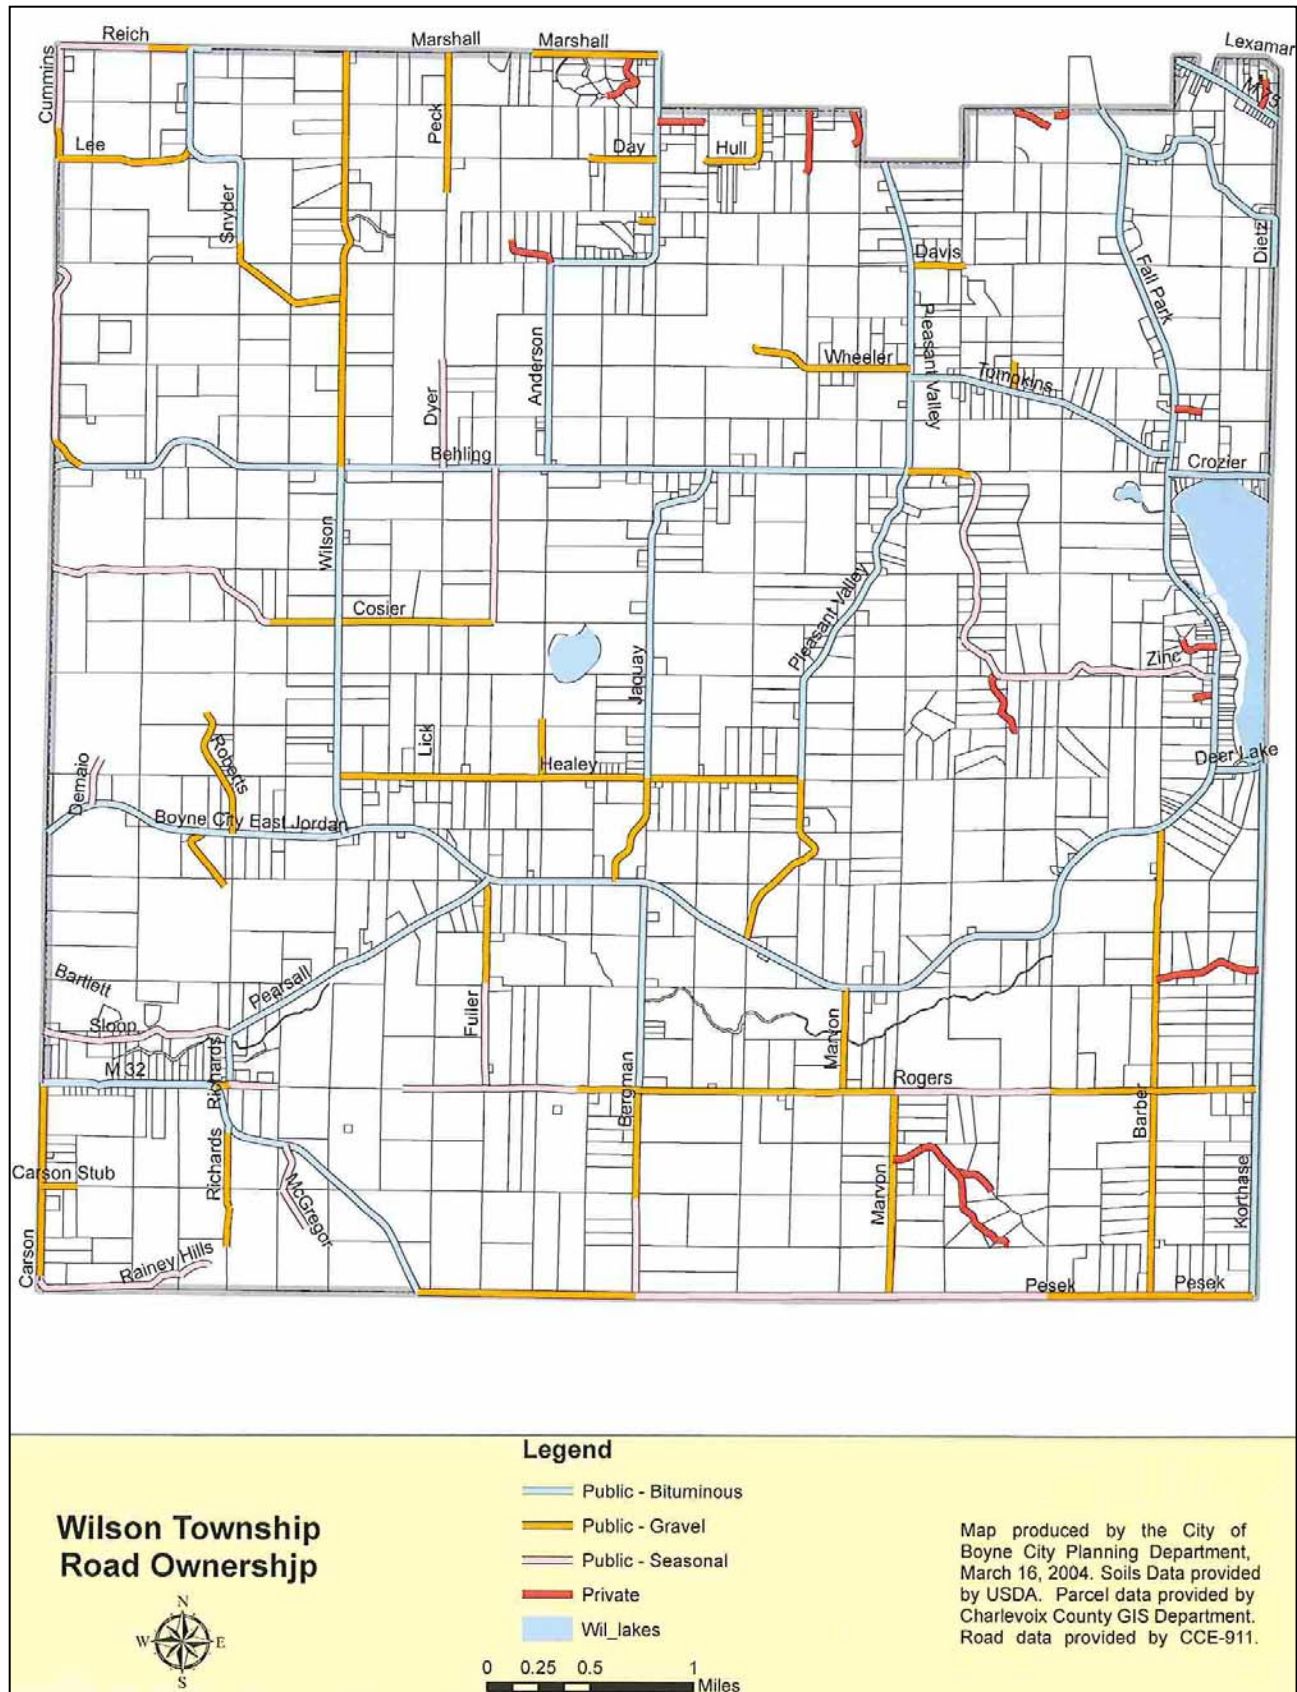 Reich
Marshall
Marshall
Lexamar
Cummins
M 75
Peck
Lee
Day
Hull
Snyder
Dietz
Davis
Fall Park
Pleasant Valley
Anderson
Wheeler
Tompkins
Dyer
Behling
Crozier
Wilson
Cosier
Pleasant Valley
Jaquay
Zinc
Lick
Roberts
Healey
Deer Lake
Demaio
Boyne City East Jordan
Bartlett
Pearsall
Sloop
Fuller
Richards
Marvon
M 32
Bergman
Rogers
Barber
Richards
Carson Stub
McGregor
Marvon
Korthase
Carson
Rainey Hills
Pesek
Pesek
Wilson Township
Road Ownershjp
N
W
E
S
Legend
Public - Bituminous
Public - Gravel
Public - Seasonal
Private
Wil_lakes
0 0.25 0.5 1
Miles
Map produced by the City of
Boyne City Planning Department,
March 16, 2004. Soils Data provided
by USDA. Parcel data provided by
Charlevoix County GIS Department.
Road data provided by CCE-911.